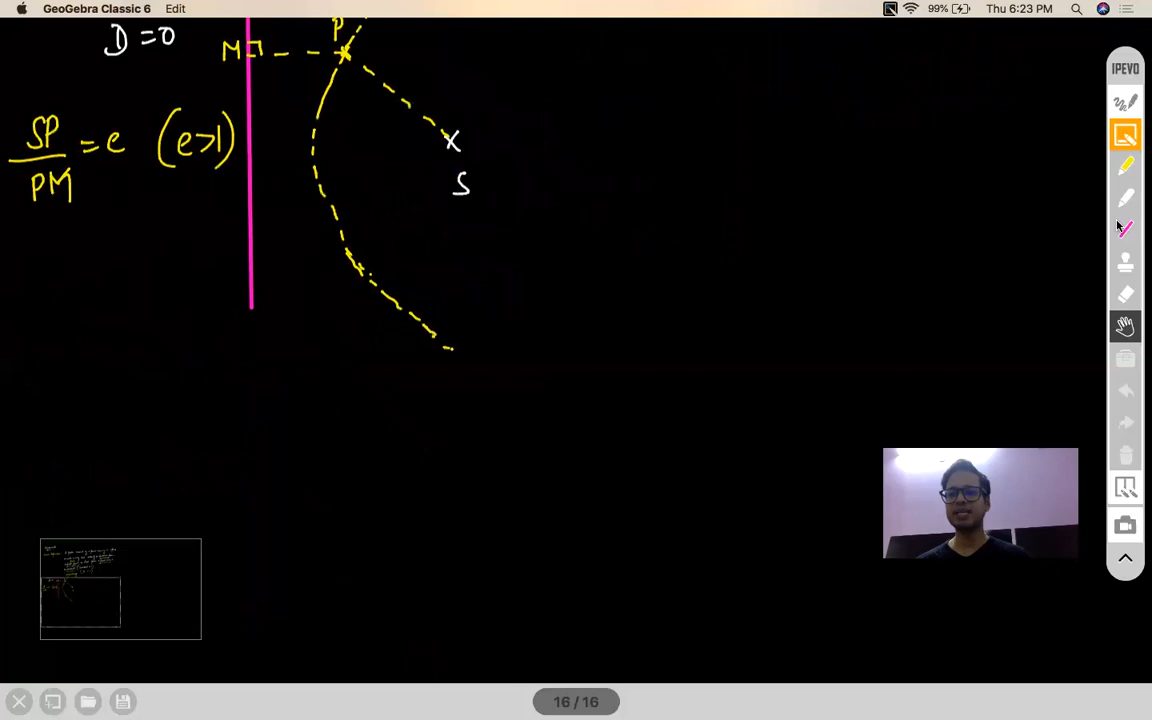 GeoGebra Classic 6 Edit 99% Thu 6:23 PM
IPEVO
D = 0
M P
SP/PM = e (e>1)
X
S
16 / 16